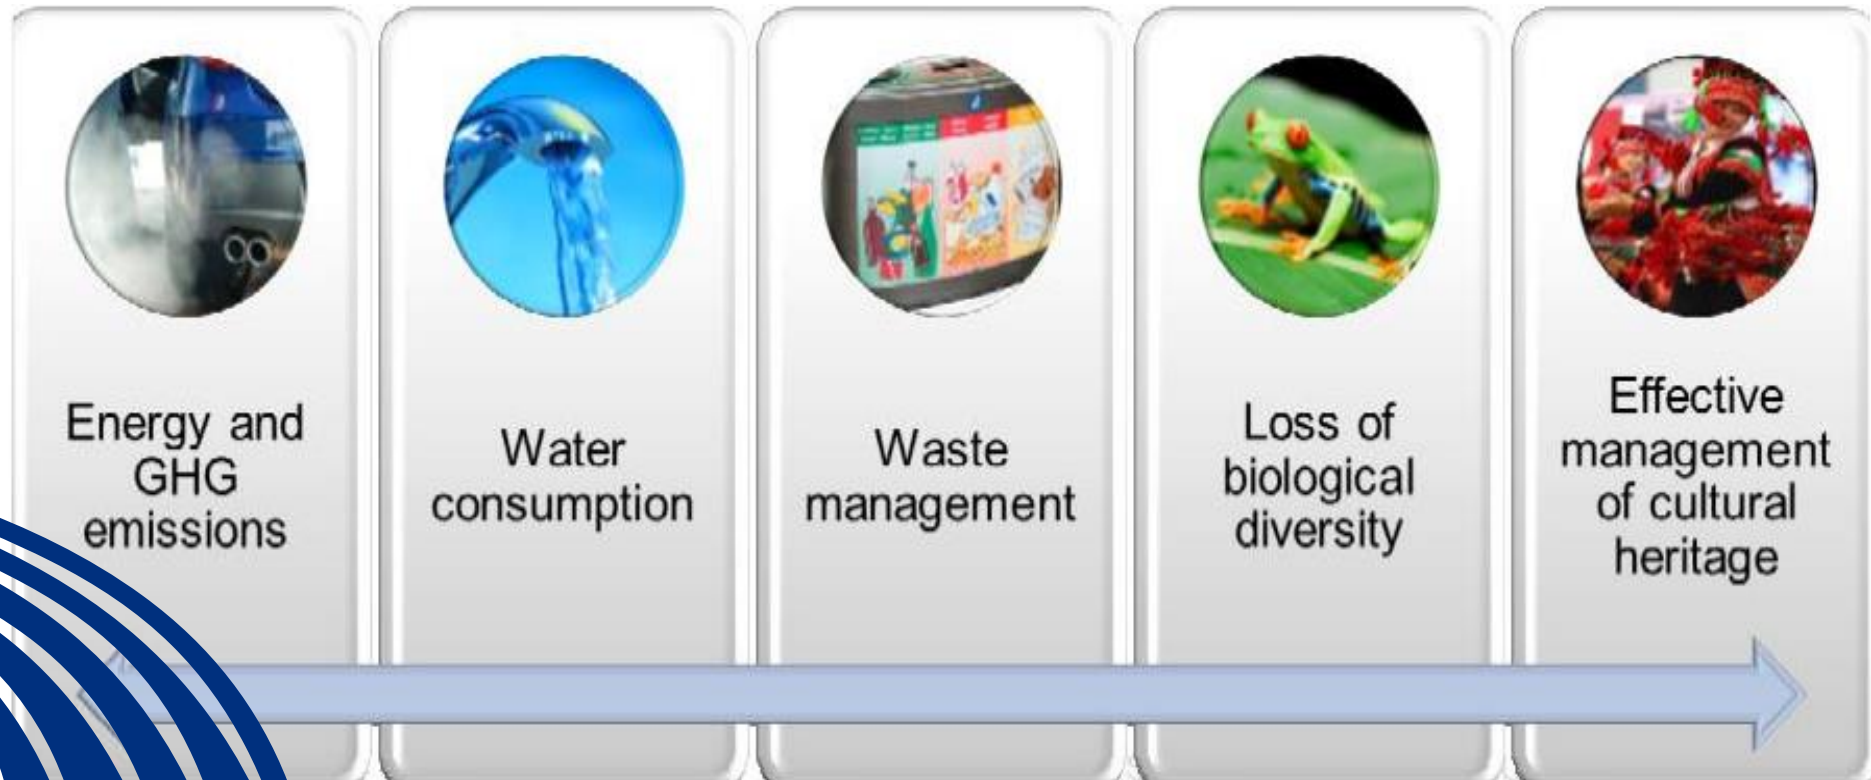 Energy and
GHG
emissions
Water
consumption
Waste
management
Loss of
biological
diversity
Effective
management
of cultural
heritage